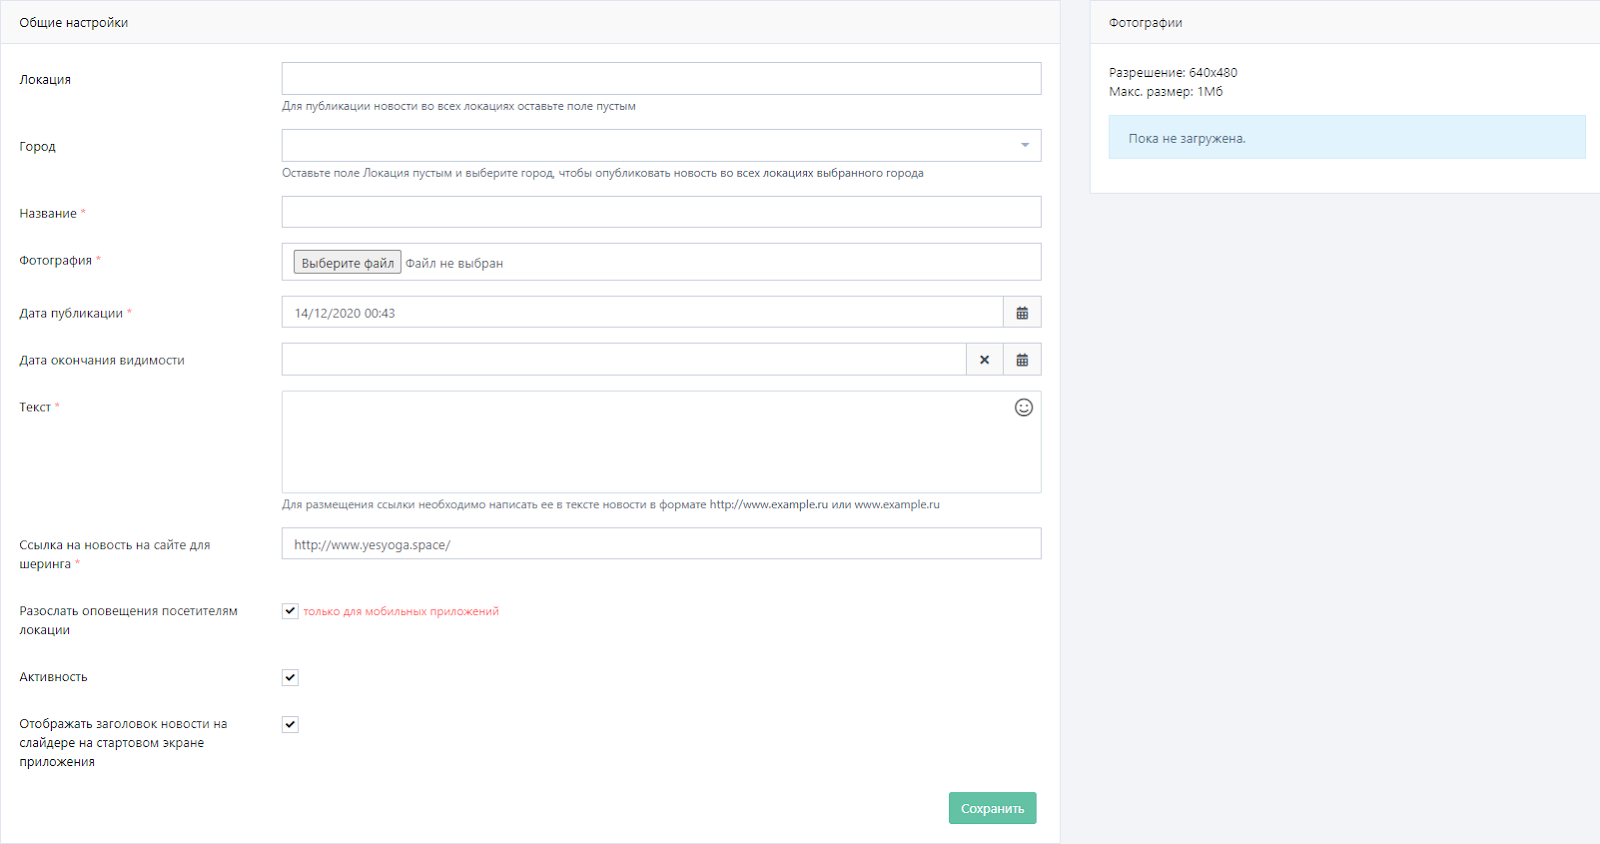 Общие настройки
Локация
Для публикации новости во всех локациях оставьте поле пустым
Город
Оставьте поле Локация пустым и выберите город, чтобы опубликовать новость во всех локациях выбранного города
Название *
Фотография *
Выберите файл Файл не выбран
Дата публикации *
14/12/2020 00:43
Дата окончания видимости
Текст *
Для размещения ссылки необходимо написать ее в тексте новости в формате http://www.example.ru или www.example.ru
Ссылка на новость на сайте для
шеринга *
http://www.yesyoga.space/
Разослать оповещения посетителям
локации
только для мобильных приложений
Активность
Отображать заголовок новости на
слайдере на стартовом экране
приложения
Сохранить
Фотографии
Разрешение: 640x480
Макс. размер: 1Мб
Пока не загружена.